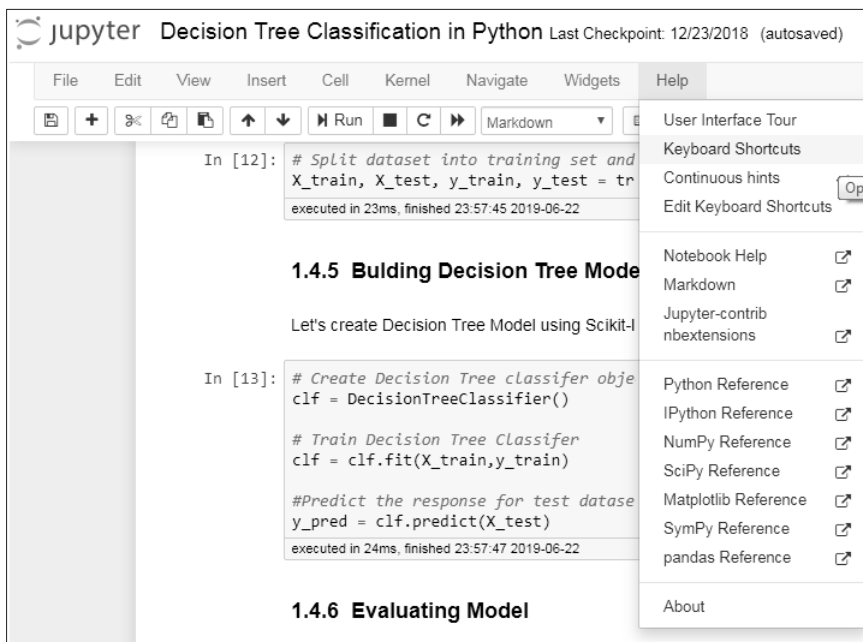 jupyter Decision Tree Classification in Python Last Checkpoint: 12/23/2018 (autosaved)
File Edit View Insert Cell Kernel Navigate Widgets Help
Run Markdown
In [12]: # Split dataset into training set and
X_train, X_test, y_train, y_test = tr
executed in 23ms, finished 23:57:45 2019-06-22
1.4.5 Bulding Decision Tree Mode
Let's create Decision Tree Model using Scikit-l
In [13]: # Create Decision Tree classifer obje
clf = DecisionTreeClassifier()
# Train Decision Tree Classifer
clf = clf.fit(X_train,y_train)
#Predict the response for test datase
y_pred = clf.predict(X_test)
executed in 24ms, finished 23:57:47 2019-06-22
1.4.6 Evaluating Model
User Interface Tour
Keyboard Shortcuts
Continuous hints
Op
Edit Keyboard Shortcuts
Notebook Help
Markdown
Jupyter-contrib
nbextensions
Python Reference
IPython Reference
NumPy Reference
SciPy Reference
Matplotlib Reference
SymPy Reference
pandas Reference
About